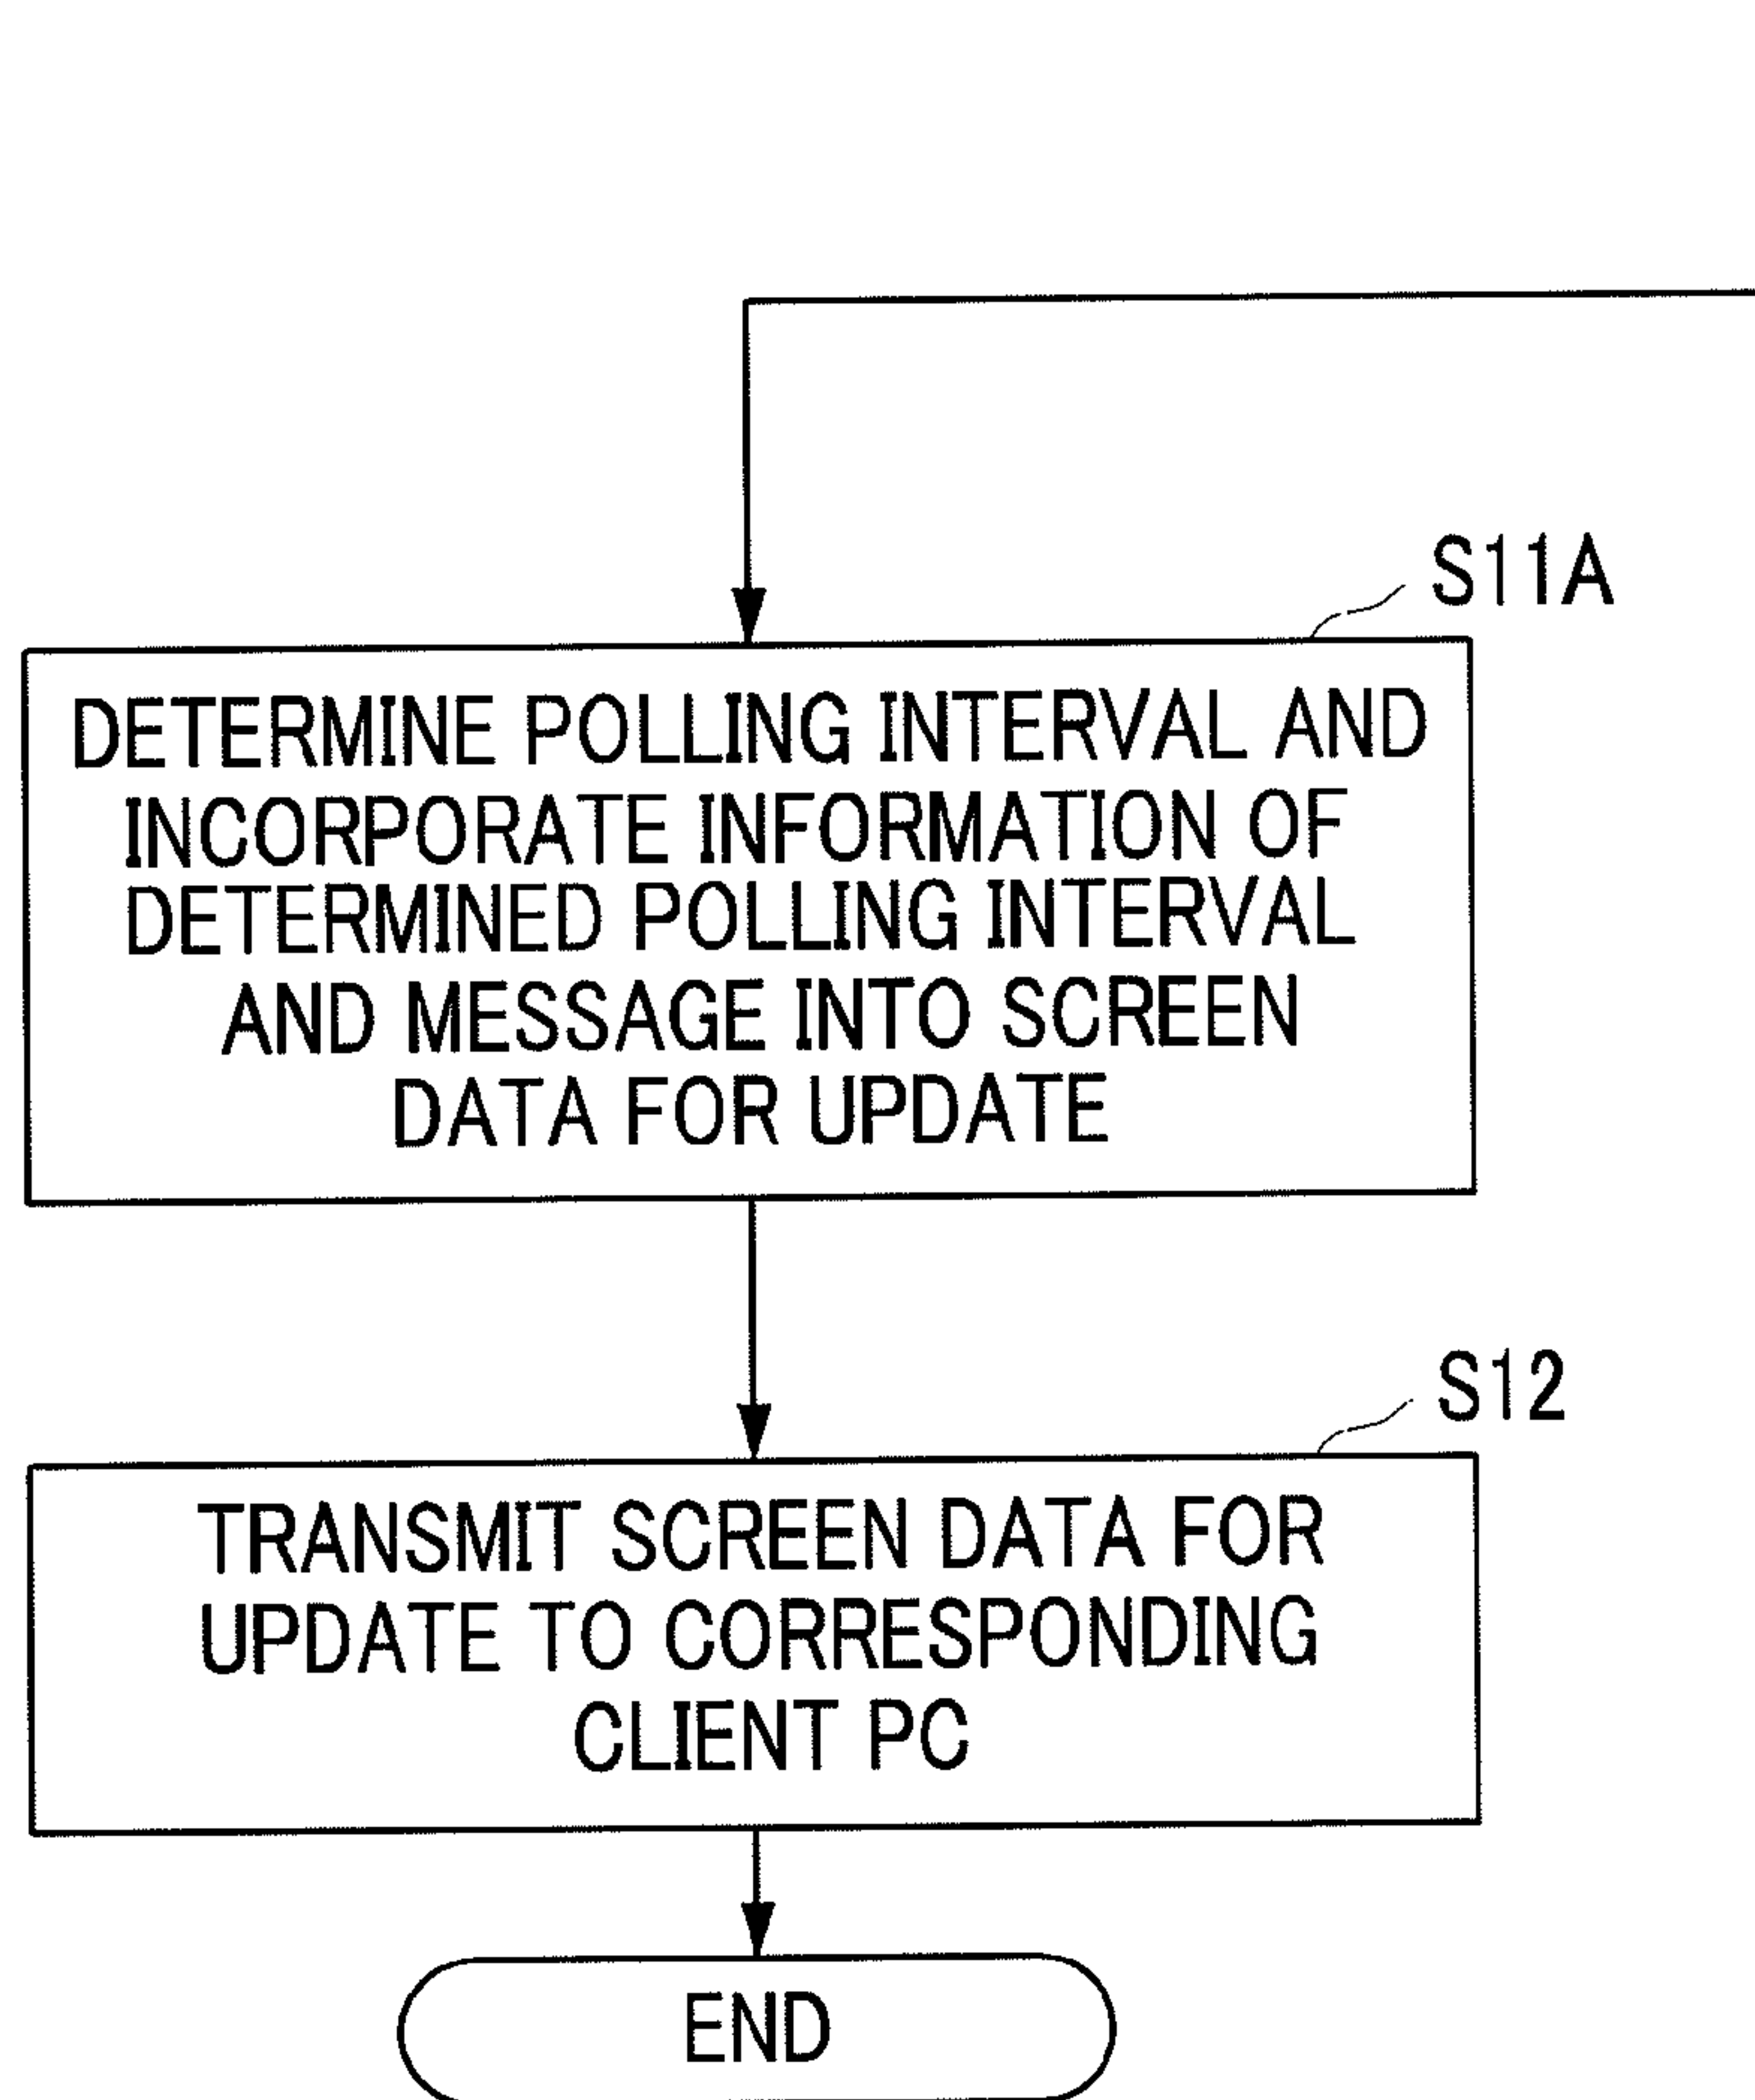 S11A
DETERMINE POLLING INTERVAL AND
INCORPORATE INFORMATION OF
DETERMINED POLLING INTERVAL
AND MESSAGE INTO SCREEN
DATA FOR UPDATE
S12
TRANSMIT SCREEN DATA FOR
UPDATE TO CORRESPONDING
CLIENT PC
END